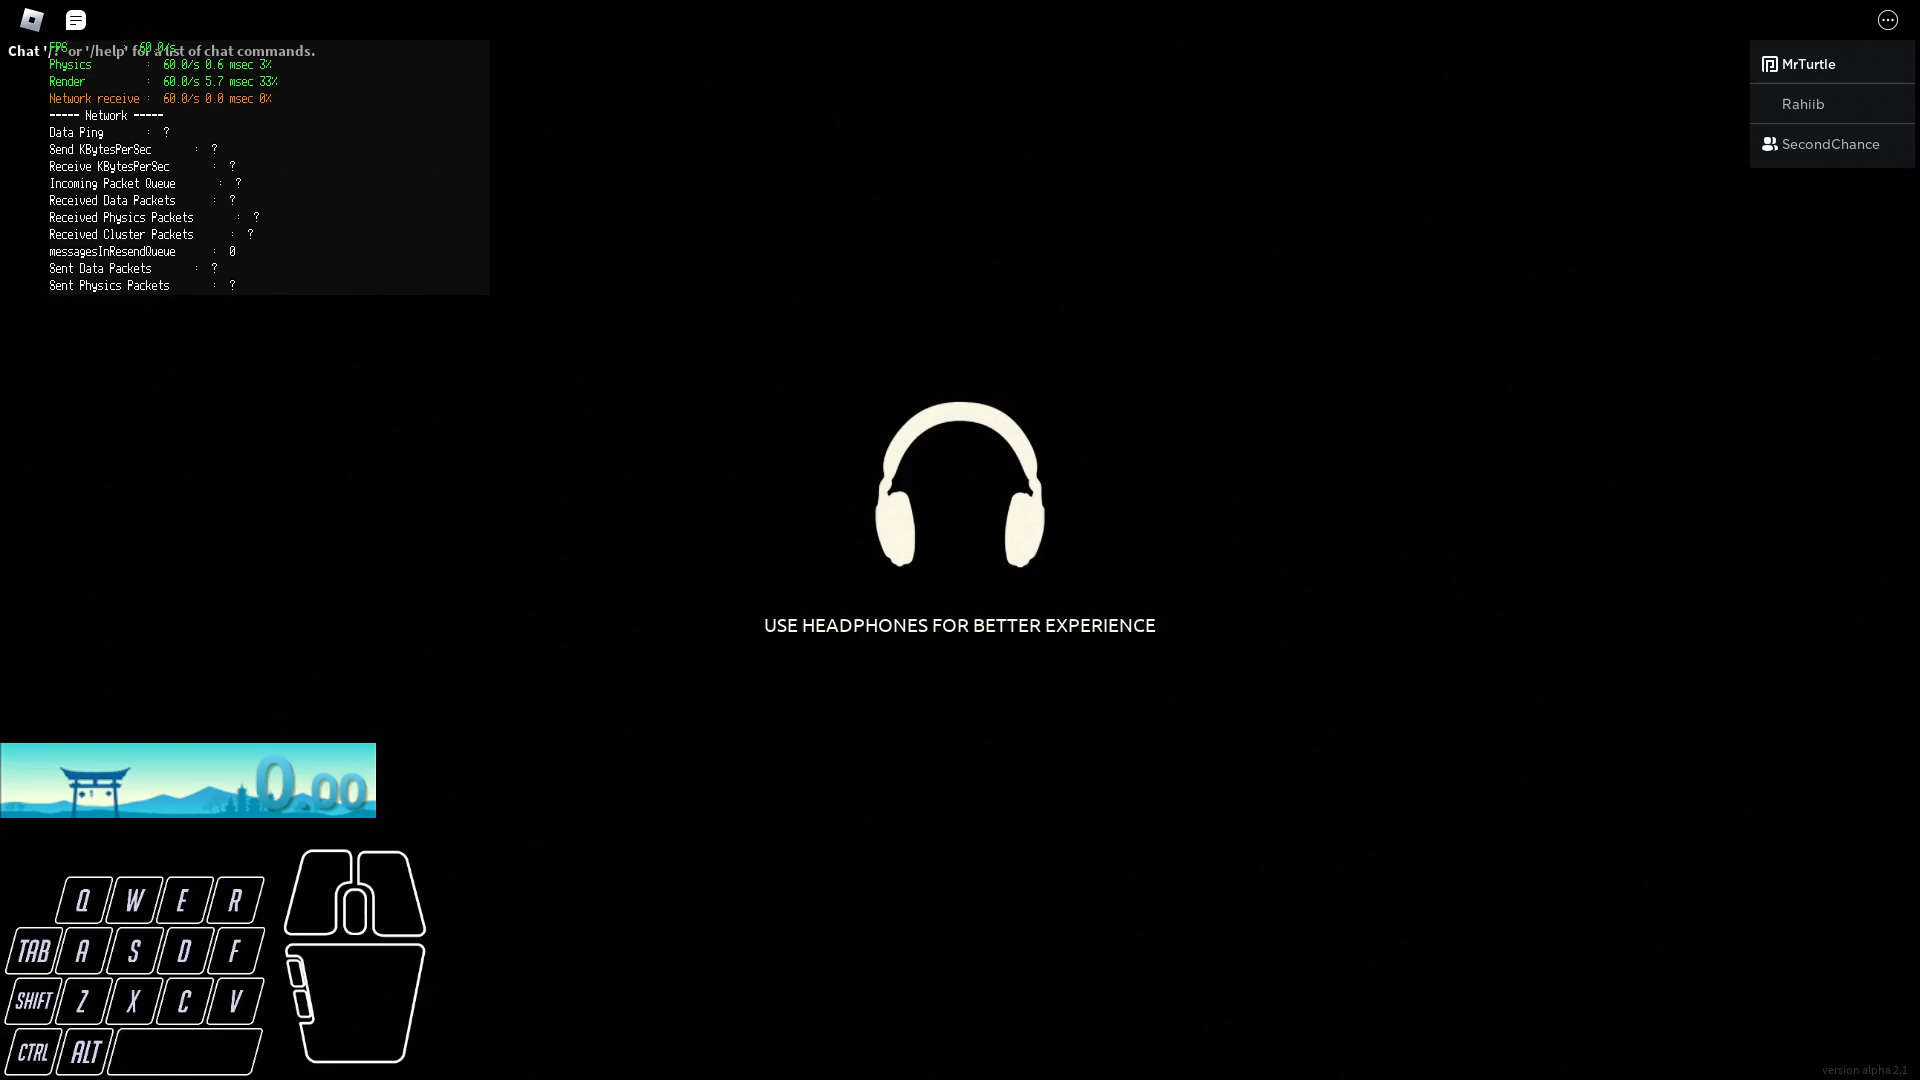 Chat '/?' or '/help' for a list of chat commands.
FPS : 60.0/s
Physics : 60.0/s 0.6 msec 3%
Render : 60.0/s 5.7 msec 33%
Network receive : 60.0/s 0.0 msec 0%
----- Network -----
Data Ping : ?
Send KBytesPerSec : ?
Receive KBytesPerSec : ?
Incoming Packet Queue : ?
Received Data Packets : ?
Received Physics Packets : ?
Received Cluster Packets : ?
messagesInResendQueue : 0
Sent Data Packets : ?
Sent Physics Packets : ?
MrTurtle
Rahiib
SecondChance
USE HEADPHONES FOR BETTER EXPERIENCE
0.00
Q W E R
TAB A S D F
SHIFT Z X C V
CTRL ALT
version alpha 2.1